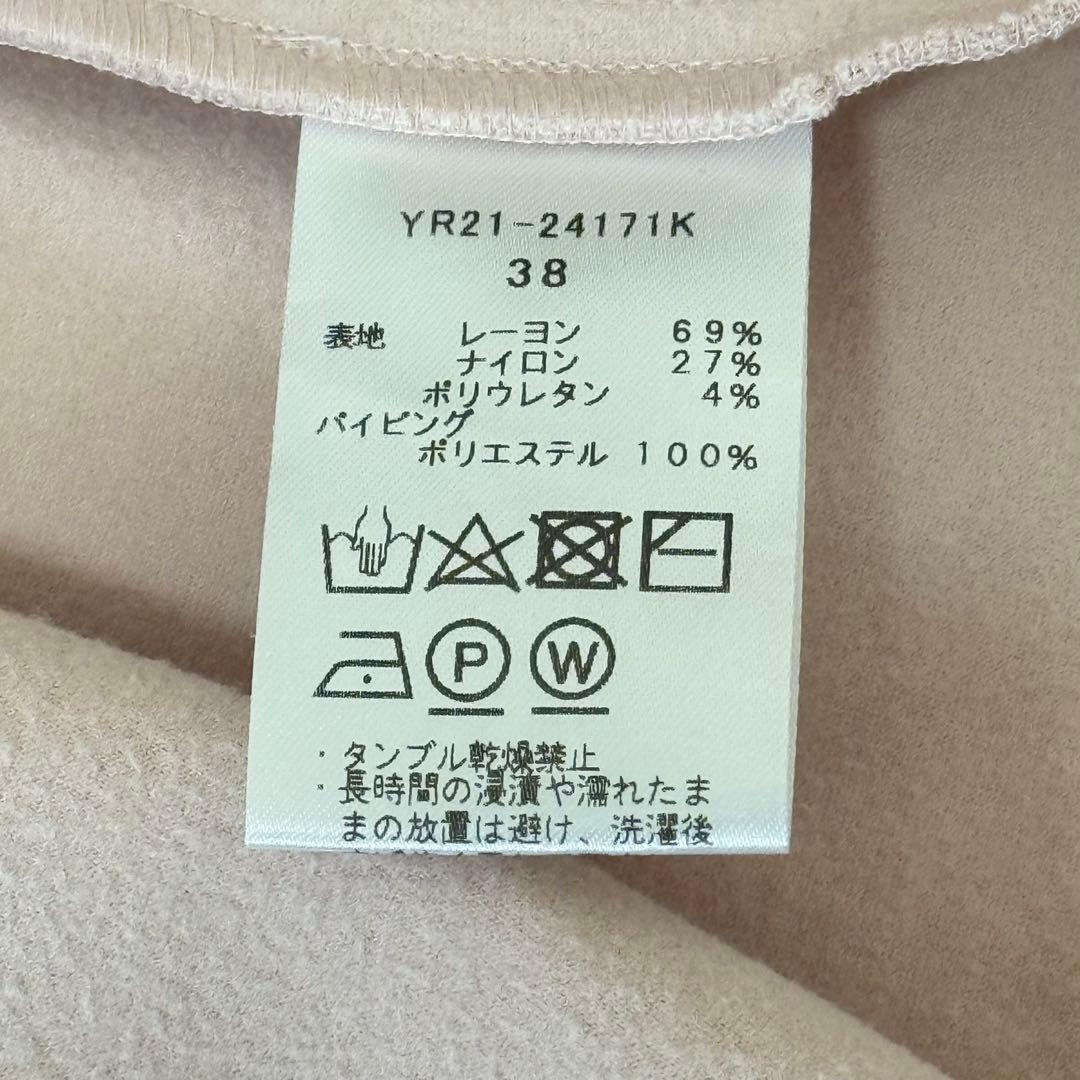 YR21-24171K
38
表地 レーヨン 69%
ナイロン 27%
ポリウレタン 4%
パイピング
ポリエステル 100%
P W
・タンブル乾燥禁止
・長時間の浸漬や濡れたま
まの放置は避け、洗濯後